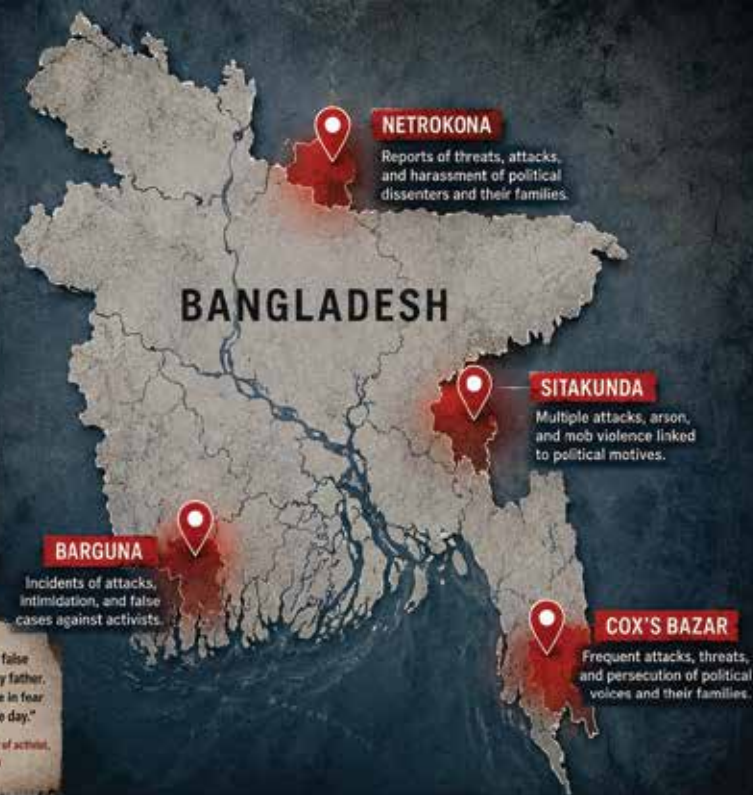 NETROKONA
Reports of threats, attacks,
and harassment of political
dissenters and their families.
BANGLADESH
SITAKUNDA
Multiple attacks, arson,
and mob violence linked
to political motives.
BARGUNA
Incidents of attacks,
intimidation, and false
cases against activists.
COX'S BAZAR
Frequent attacks, threats,
and persecution of political
voices and their families.
false
y father.
e in fear
e day."
of activist,